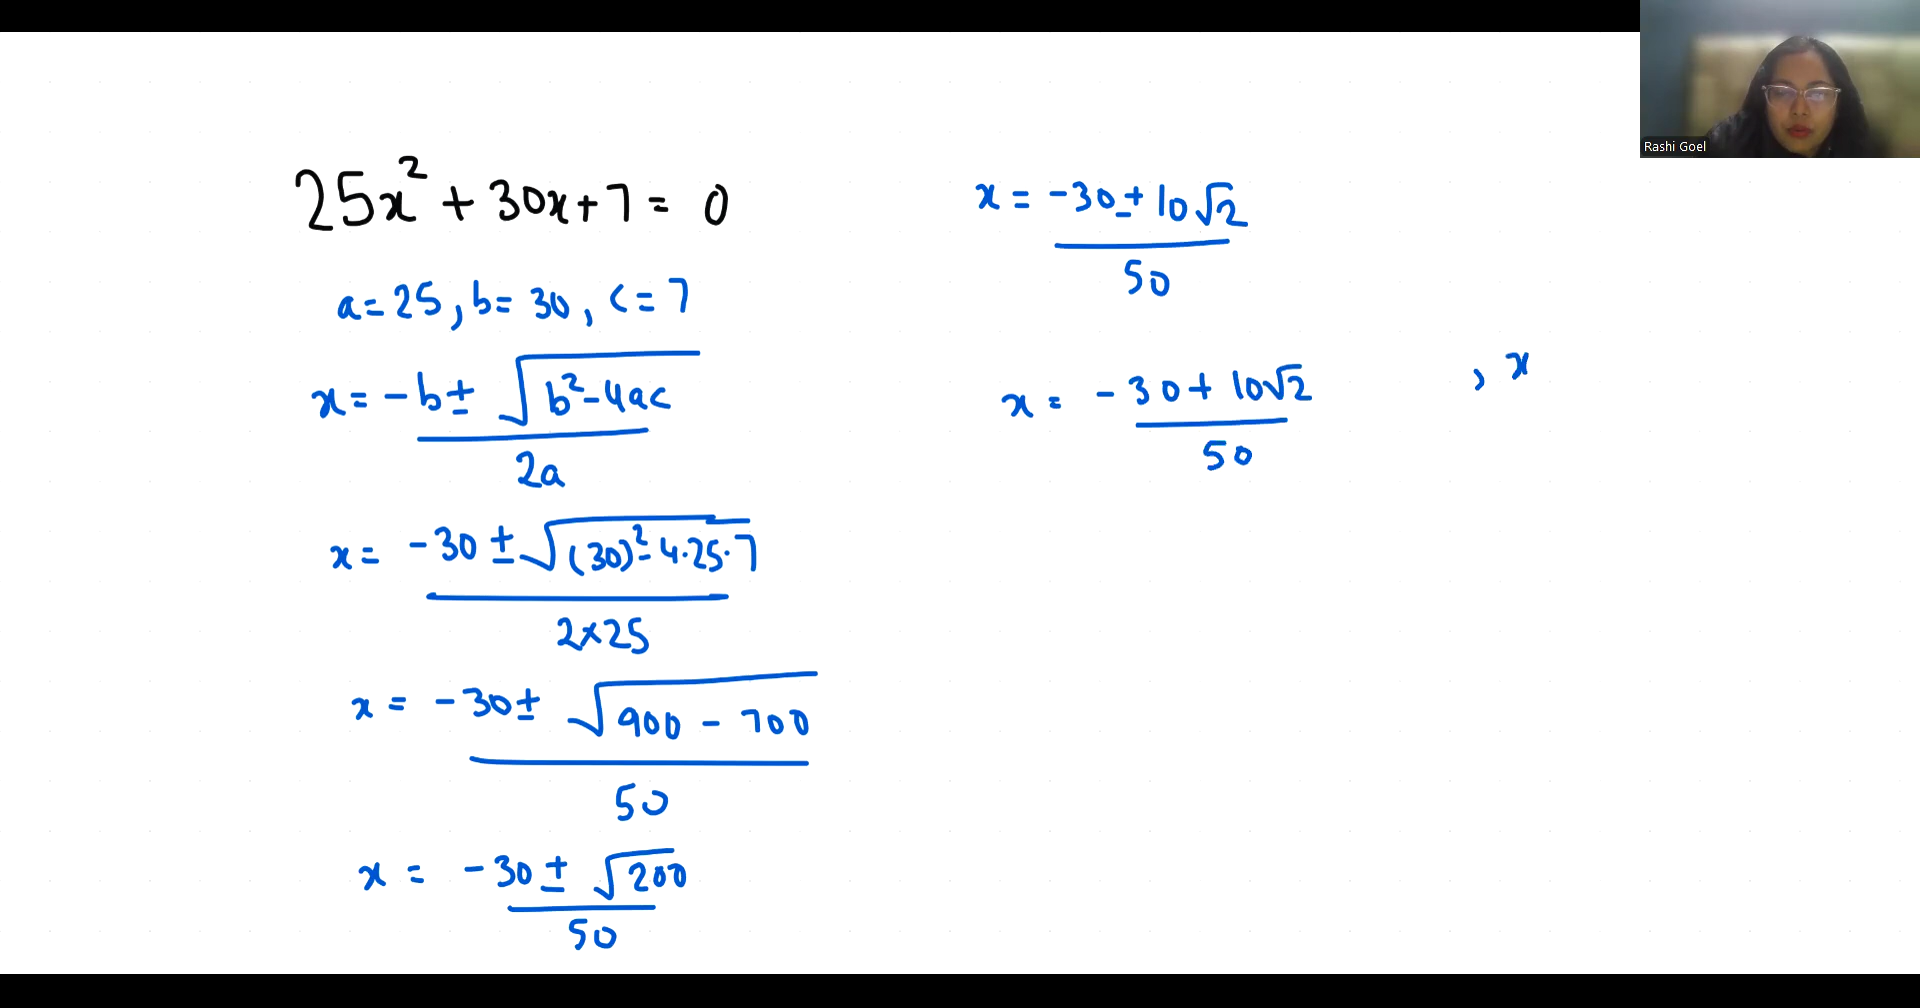 25x² + 30x + 7 = 0
a = 25, b = 30, c = 7
x = -b ± √(b² - 4ac)
2a
x = -30 ± √((30)² - 4·25·7)
2×25
x = -30 ± √(900 - 700)
50
x = -30 ± √200
50
x = -30 ± 10√2
50
x = -30 + 10√2 , x
50
Rashi Goel